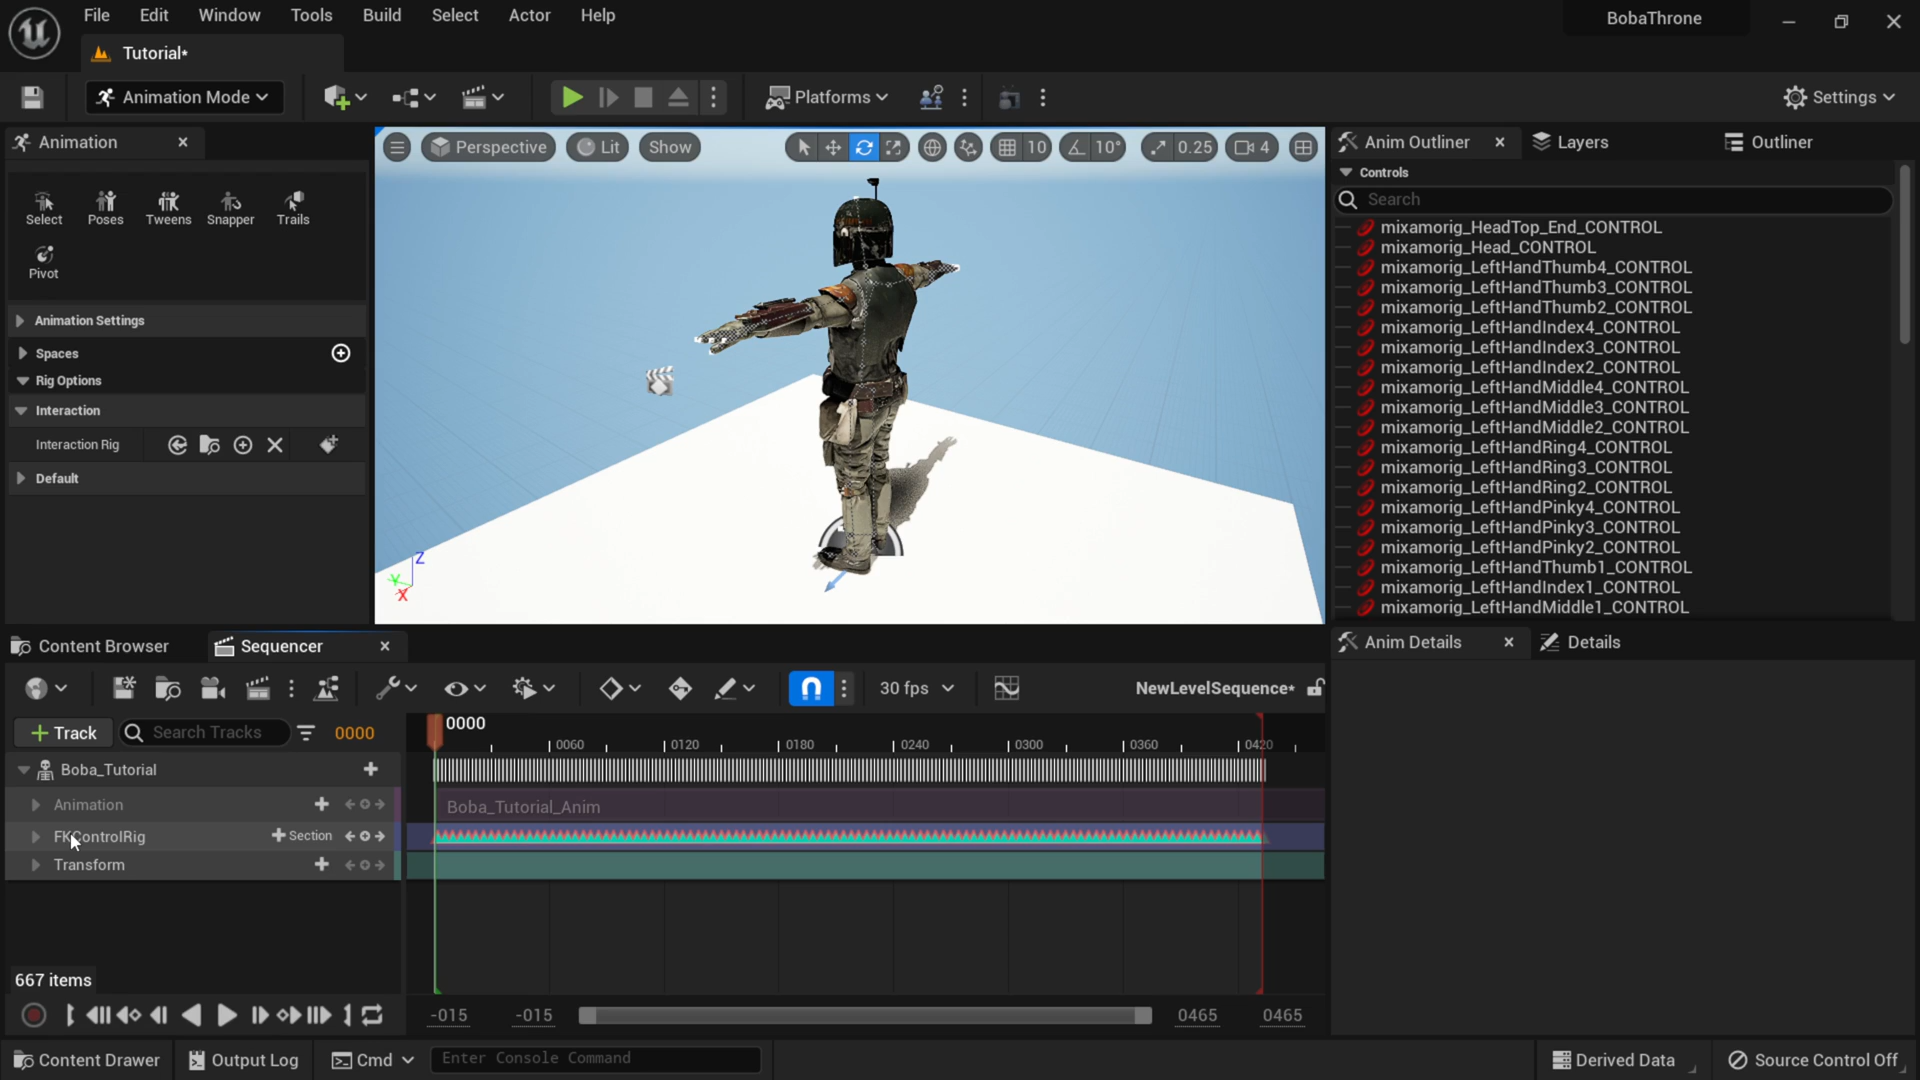 File Edit Window Tools Build Select Actor Help
BobaThrone
Tutorial*
Animation Mode
Platforms
Settings
Animation
Select Poses Tweens Snapper Trails
Pivot
Animation Settings
Spaces
Rig Options
Interaction
Interaction Rig
Default
Perspective Lit Show 10 10° 0.25 4
Z
Y
X
Anim Outliner Layers Outliner
Controls
Search
mixamorig_HeadTop_End_CONTROL
mixamorig_Head_CONTROL
mixamorig_LeftHandThumb4_CONTROL
mixamorig_LeftHandThumb3_CONTROL
mixamorig_LeftHandThumb2_CONTROL
mixamorig_LeftHandIndex4_CONTROL
mixamorig_LeftHandIndex3_CONTROL
mixamorig_LeftHandIndex2_CONTROL
mixamorig_LeftHandMiddle4_CONTROL
mixamorig_LeftHandMiddle3_CONTROL
mixamorig_LeftHandMiddle2_CONTROL
mixamorig_LeftHandRing4_CONTROL
mixamorig_LeftHandRing3_CONTROL
mixamorig_LeftHandRing2_CONTROL
mixamorig_LeftHandPinky4_CONTROL
mixamorig_LeftHandPinky3_CONTROL
mixamorig_LeftHandPinky2_CONTROL
mixamorig_LeftHandThumb1_CONTROL
mixamorig_LeftHandIndex1_CONTROL
mixamorig_LeftHandMiddle1_CONTROL
Anim Details Details
Content Browser Sequencer
30 fps
NewLevelSequence*
Track
Search Tracks
0000
0000
0060 0120 0180 0240 0300 0360 0420
Boba_Tutorial
Animation
Boba_Tutorial_Anim
FKControlRig
Section
Transform
667 items
-015 -015 0465 0465
Content Drawer Output Log Cmd Enter Console Command Derived Data Source Control Off